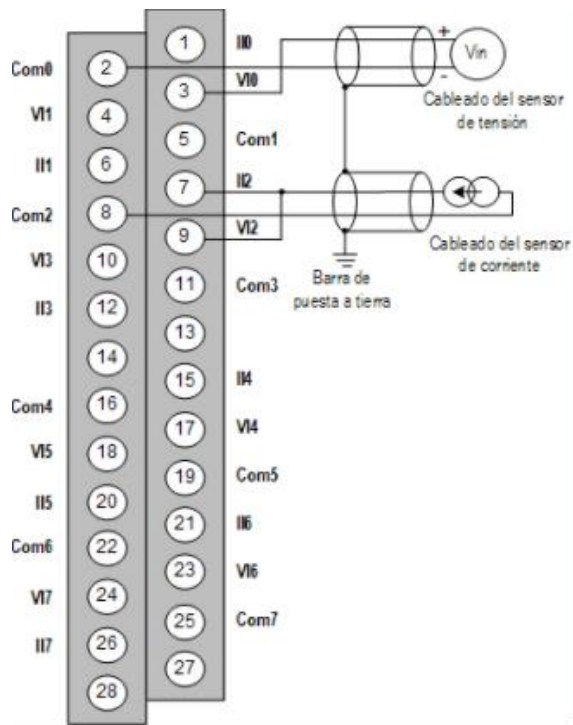 1 II0
Com0 2 + Vin
3 VI0 -
VI1 4 Cableado del sensor
de tensión
5 Com1
II1 6
7 II2
Com2 8
9 VI2 Cableado del sensor
de corriente
VI3 10
Barra de
puesta a tierra
11 Com3
II3 12
13
14
15 II4
Com4 16
17 VI4
VI5 18
19 Com5
II5 20
21 II6
Com6 22
23 VI6
VI7 24
25 Com7
II7 26
27
28